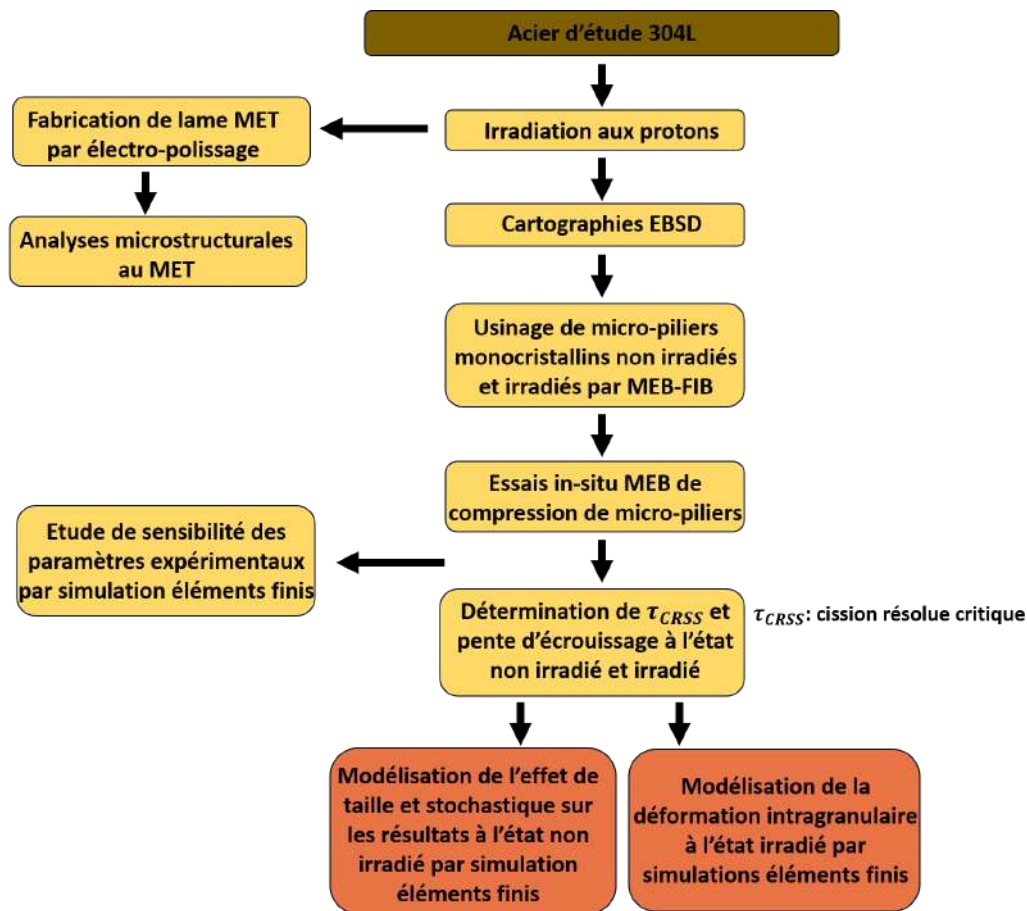 Acier d'étude 304L
Fabrication de lame MET
par électro-polissage
Irradiation aux protons
Analyses microstructurales
au MET
Cartographies EBSD
Usinage de micro-piliers
monocristallins non irradiés
et irradiés par MEB-FIB
Essais in-situ MEB de
compression de micro-piliers
Etude de sensibilité des
paramètres expérimentaux
par simulation éléments finis
Détermination de τ_CRSS et
pente d'écrouissage à l'état
non irradié et irradié
τ_CRSS: cission résolue critique
Modélisation de l'effet de
taille et stochastique sur
les résultats à l'état non
irradié par simulation
éléments finis
Modélisation de la
déformation intragranulaire
à l'état irradié par
simulations éléments finis